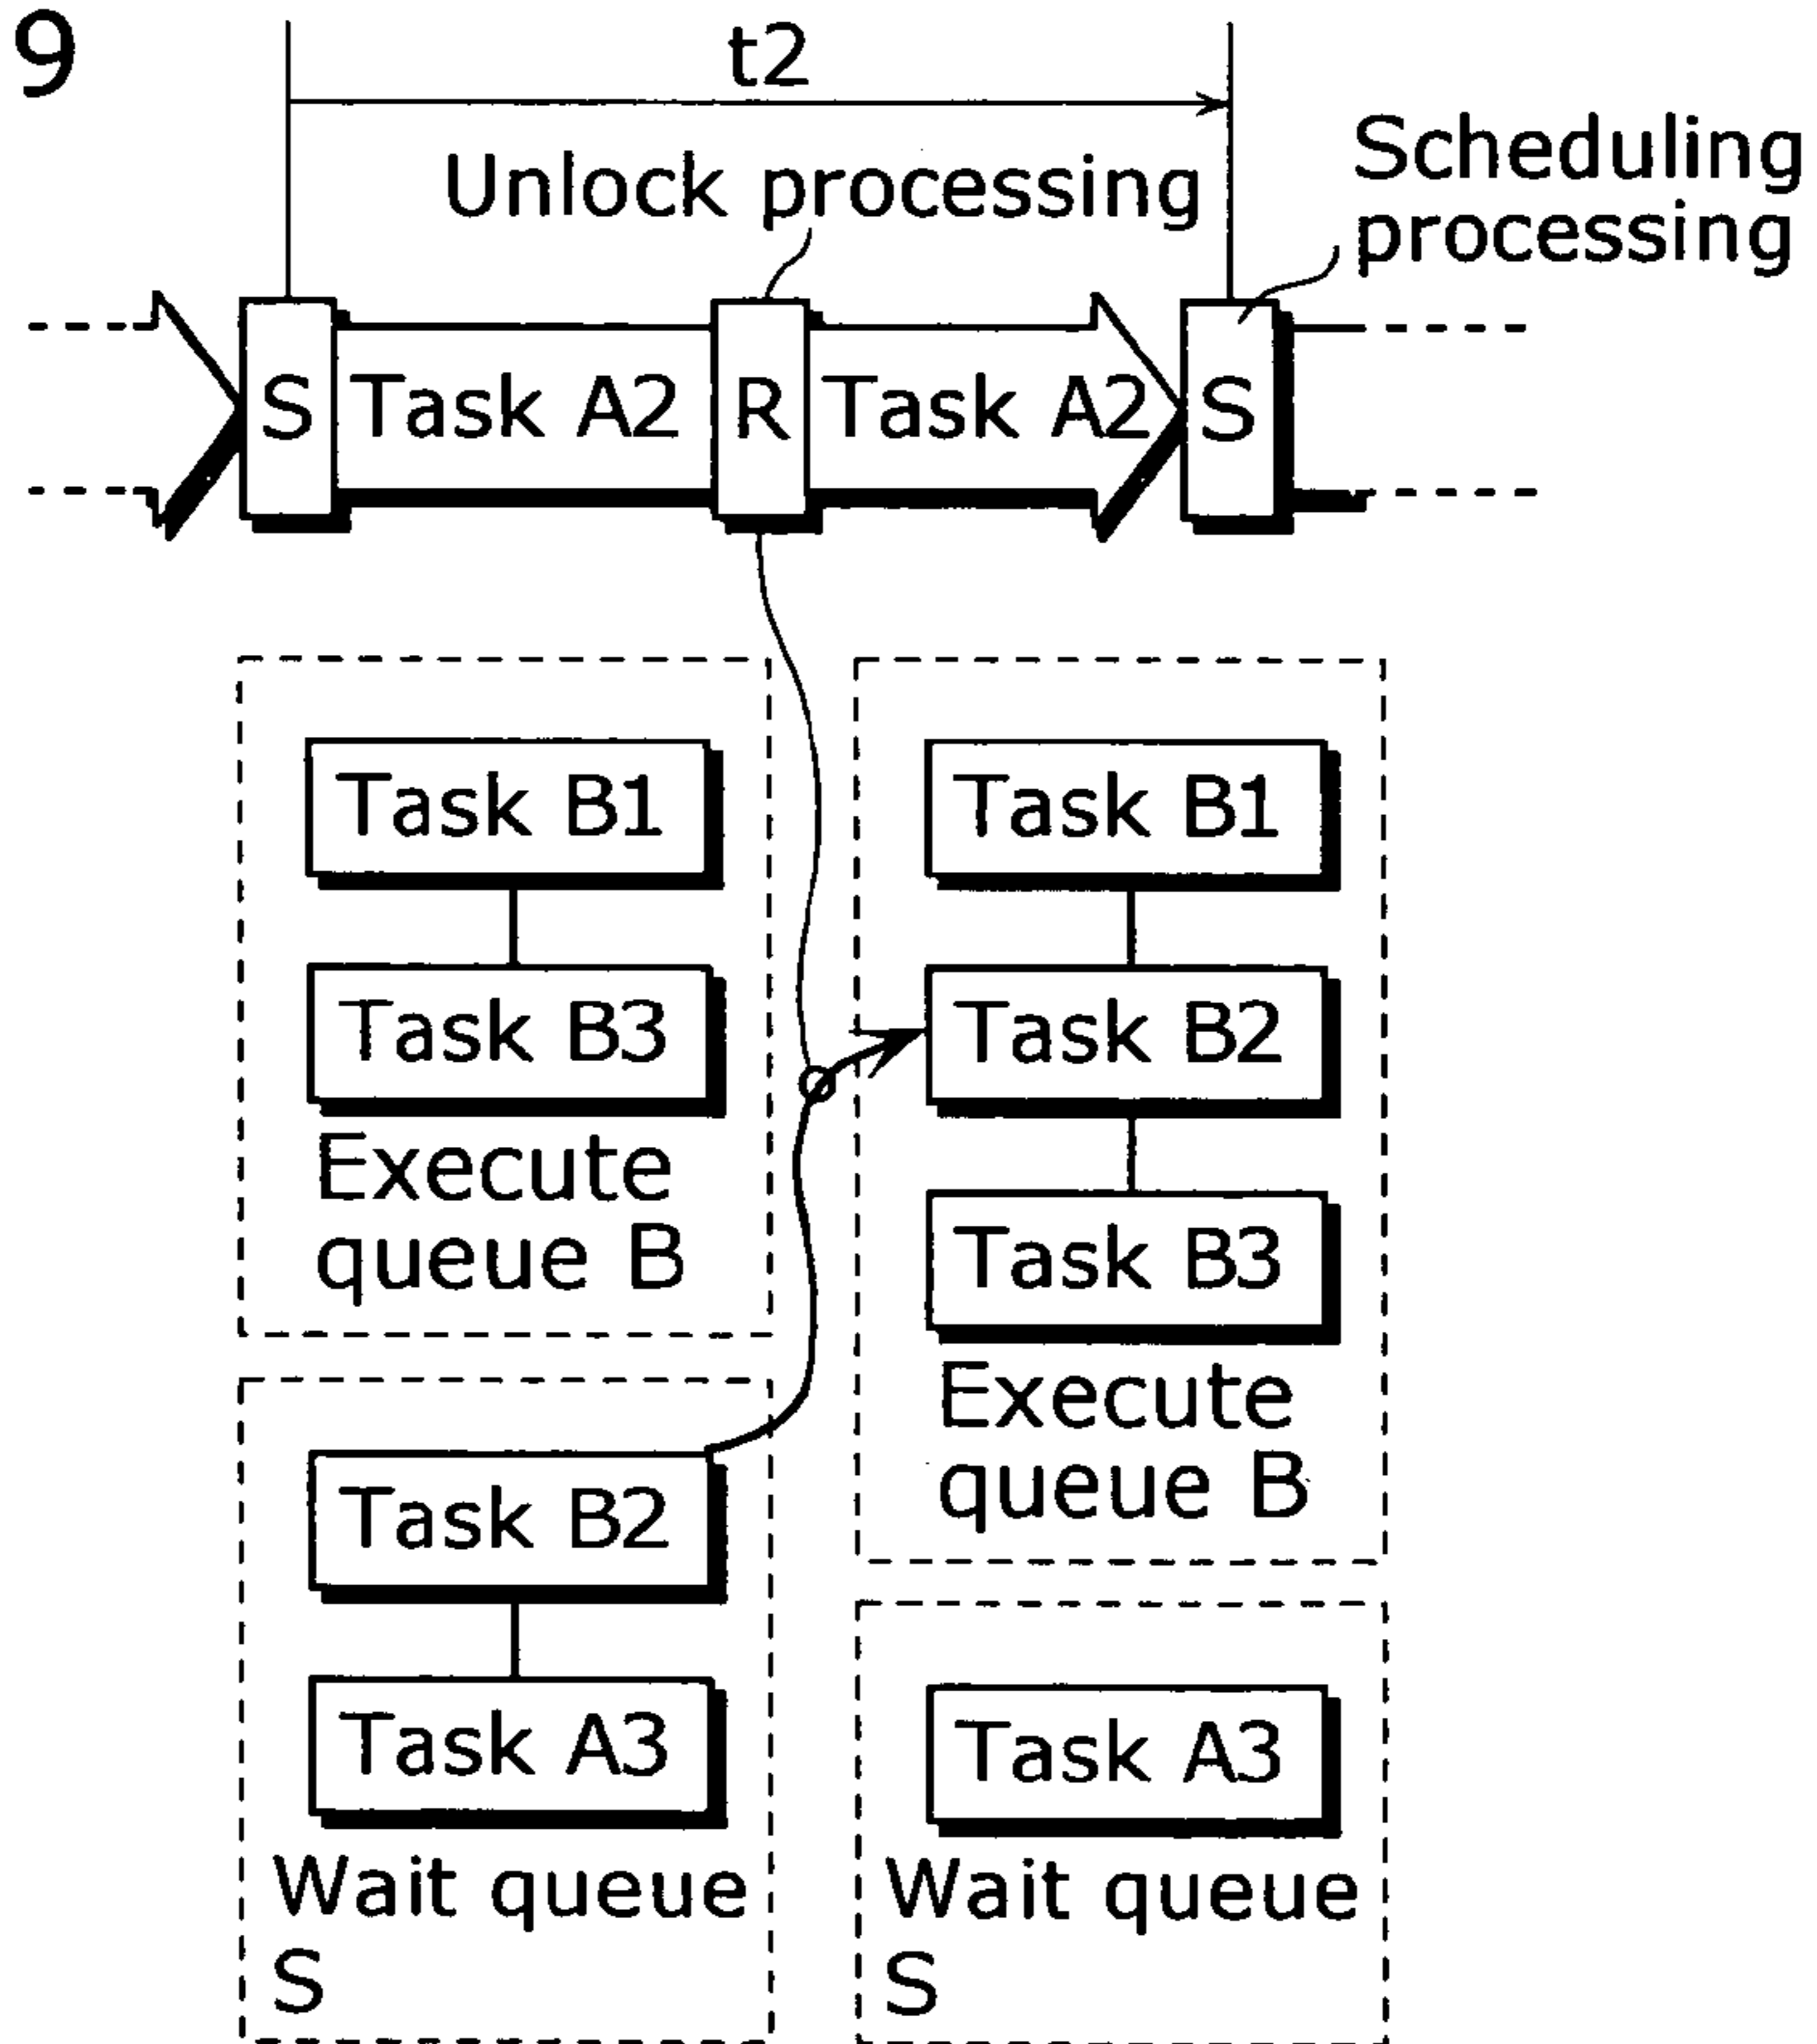 9
t2
Unlock processing
Scheduling
processing
S
Task A2
R
Task A2
S
Task B1
Task B3
Execute
queue B
Task B2
Task A3
Wait queue
S
Task B1
Task B2
Task B3
Execute
queue B
Task A3
Wait queue
S